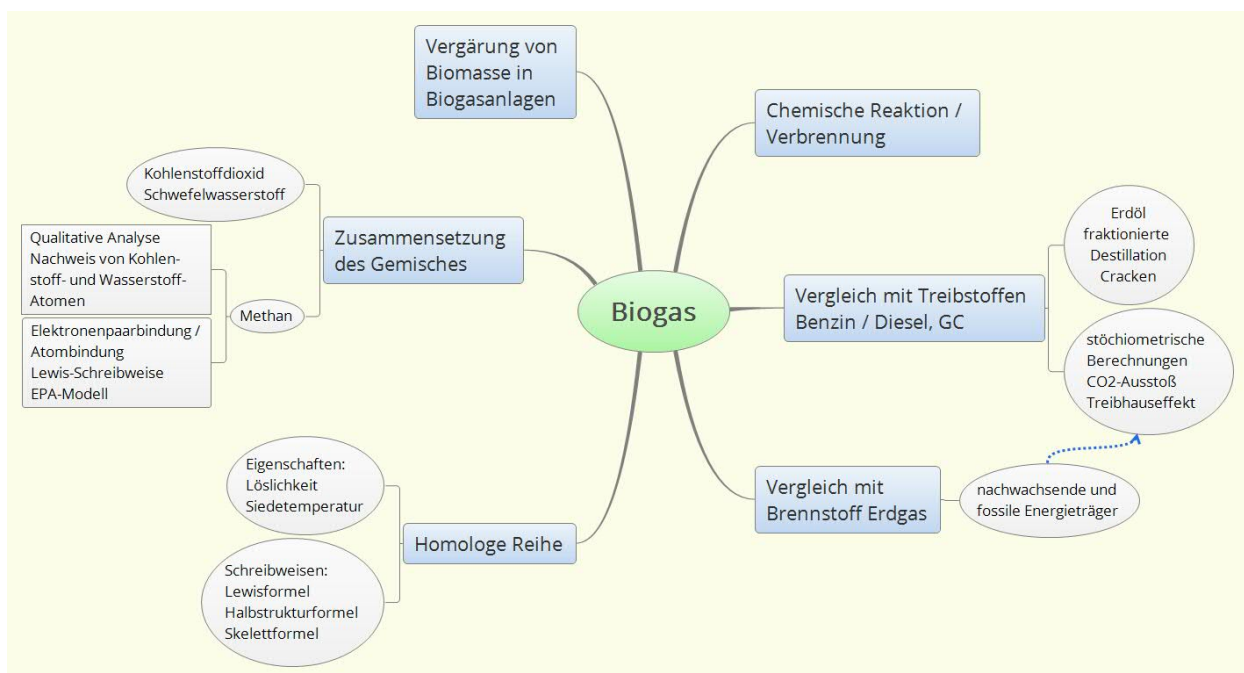 Vergärung von
Biomasse in
Biogasanlagen
Chemische Reaktion /
Verbrennung
Kohlenstoffdioxid
Schwefelwasserstoff
Qualitative Analyse
Nachweis von Kohlen-
stoff- und Wasserstoff-
Atomen
Methan
Elektronenpaarbindung /
Atombindung
Lewis-Schreibweise
EPA-Modell
Zusammensetzung
des Gemisches
Biogas
Vergleich mit Treibstoffen
Benzin / Diesel, GC
Erdöl
fraktionierte
Destillation
Cracken
stöchiometrische
Berechnungen
CO2-Ausstoß
Treibhauseffekt
Eigenschaften:
Löslichkeit
Siedetemperatur
Homologe Reihe
Schreibweisen:
Lewisformel
Halbstrukturformel
Skelettformel
Vergleich mit
Brennstoff Erdgas
nachwachsende und
fossile Energieträger